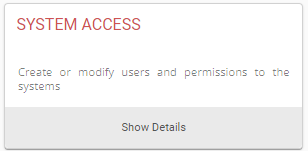 SYSTEM ACCESS
Create or modify users and permissions to the
systems
Show Details